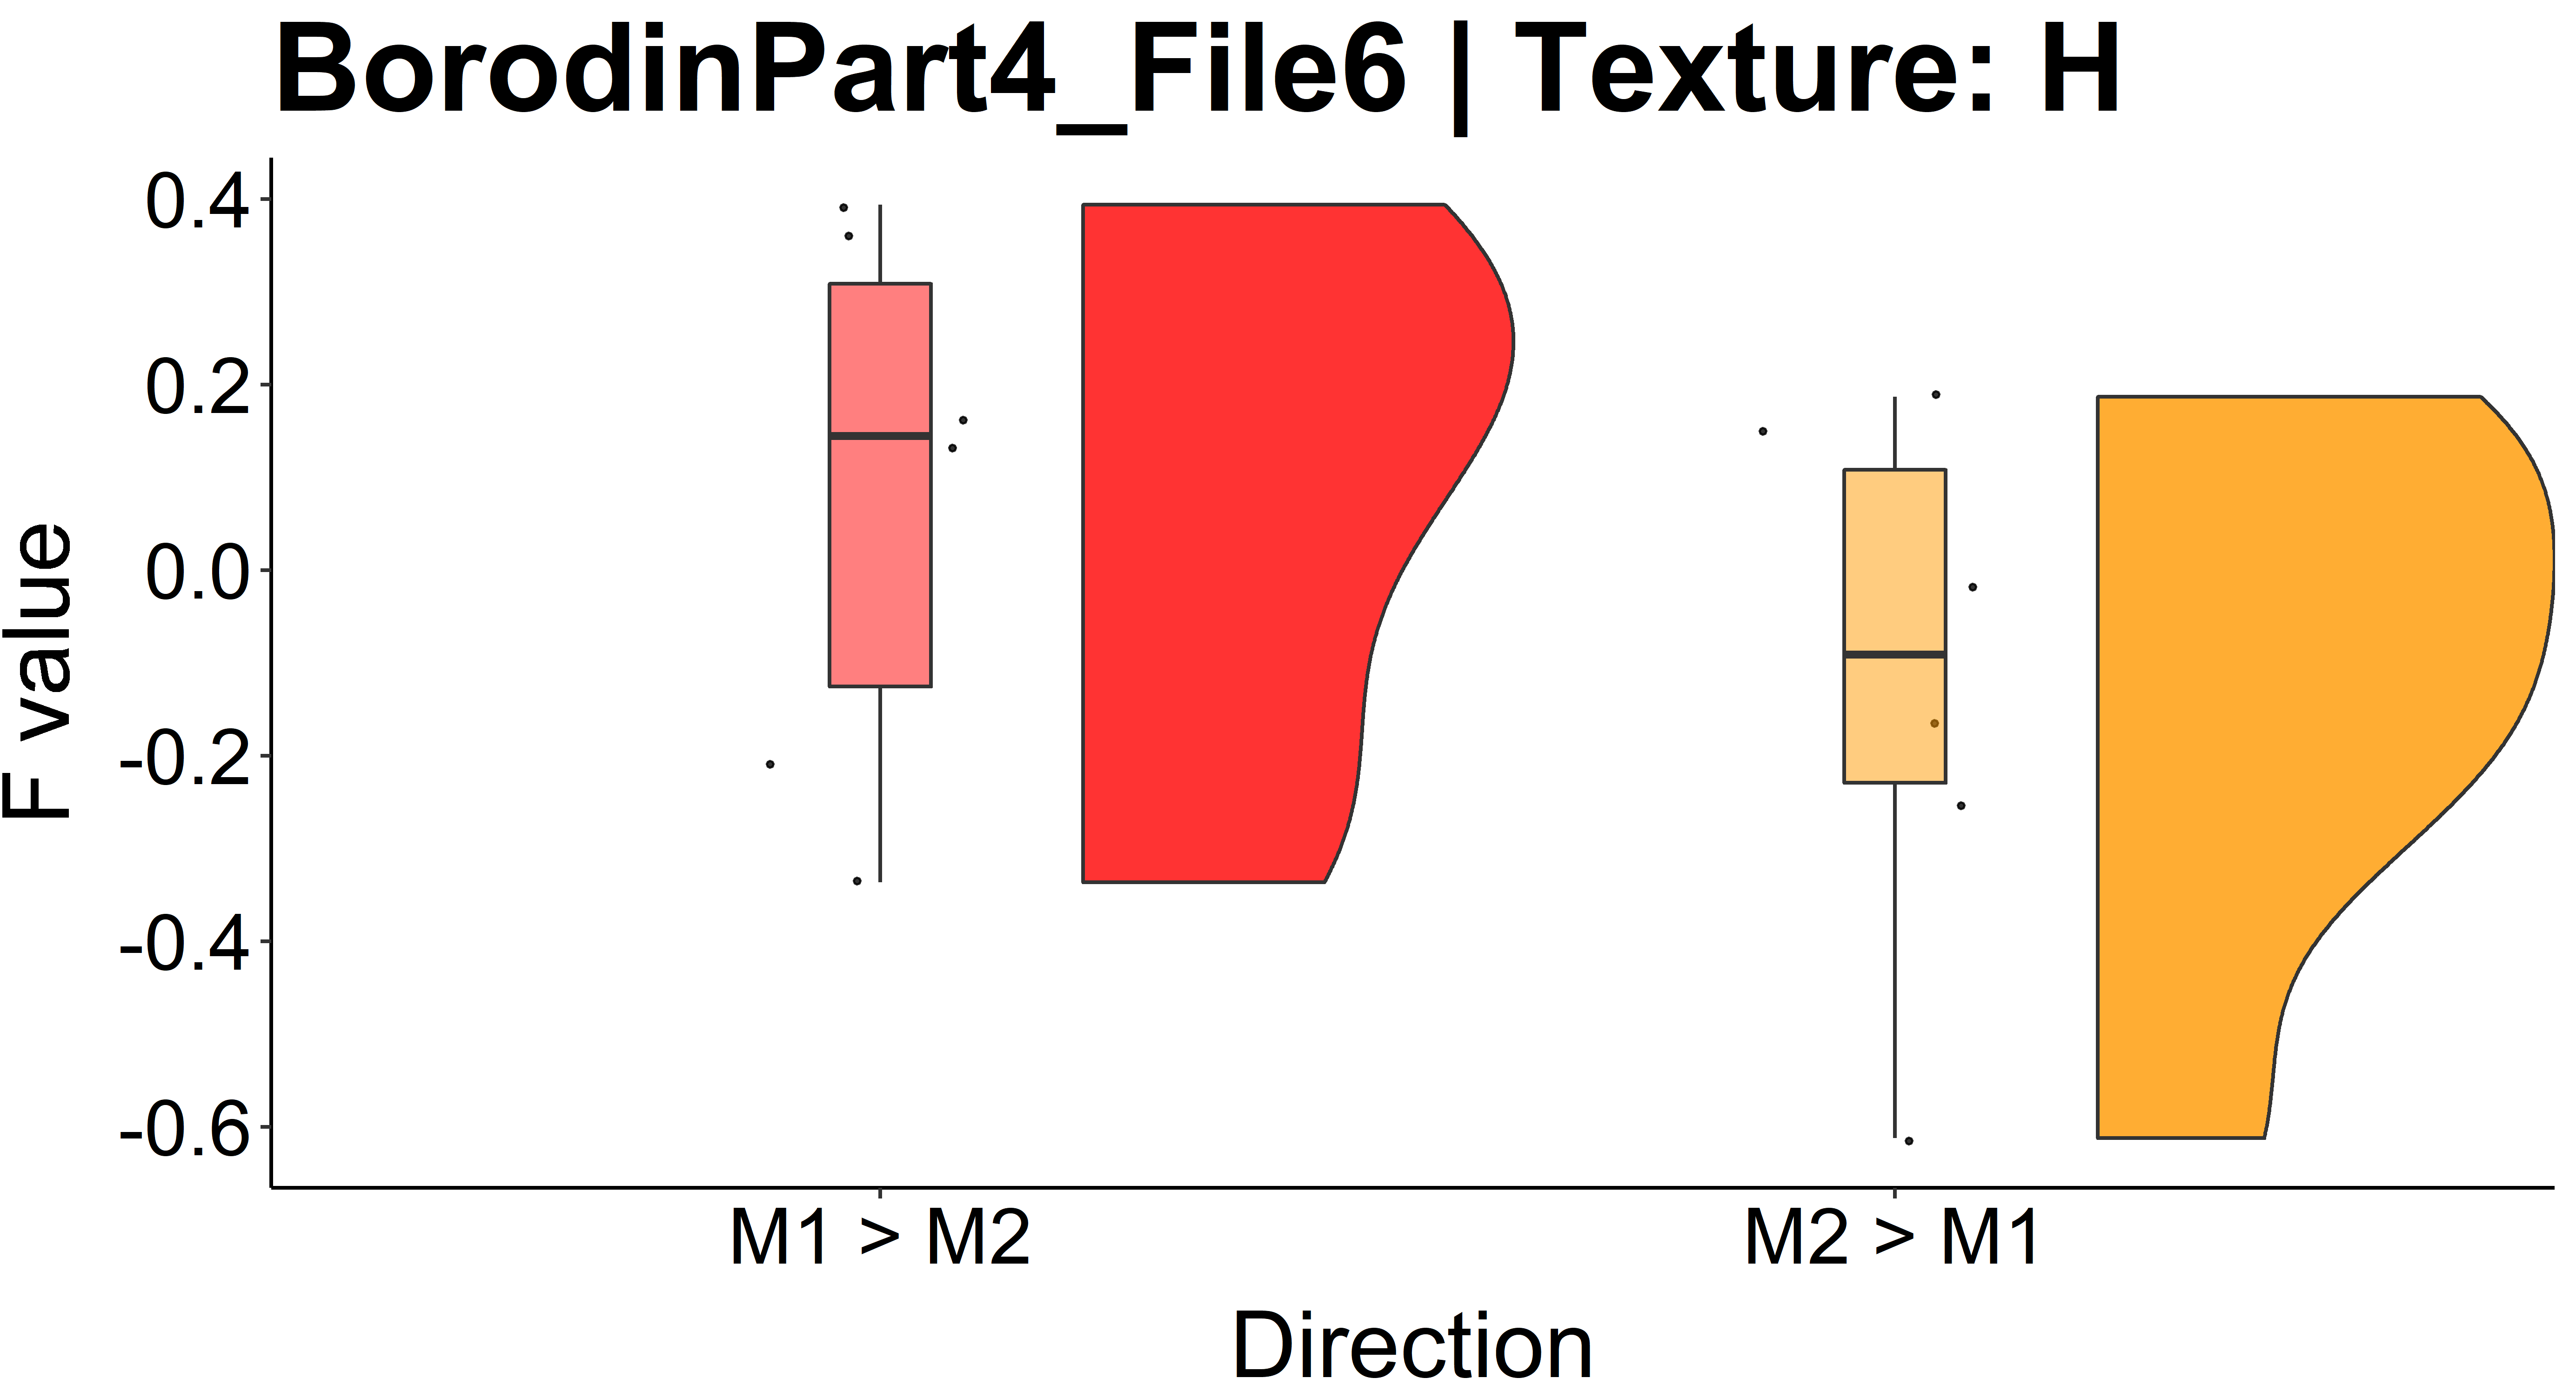 BorodinPart4_File6 | Texture: H
0.4
0.2
0.0
-0.2
-0.4
-0.6
F value
M1 > M2
M2 > M1
Direction